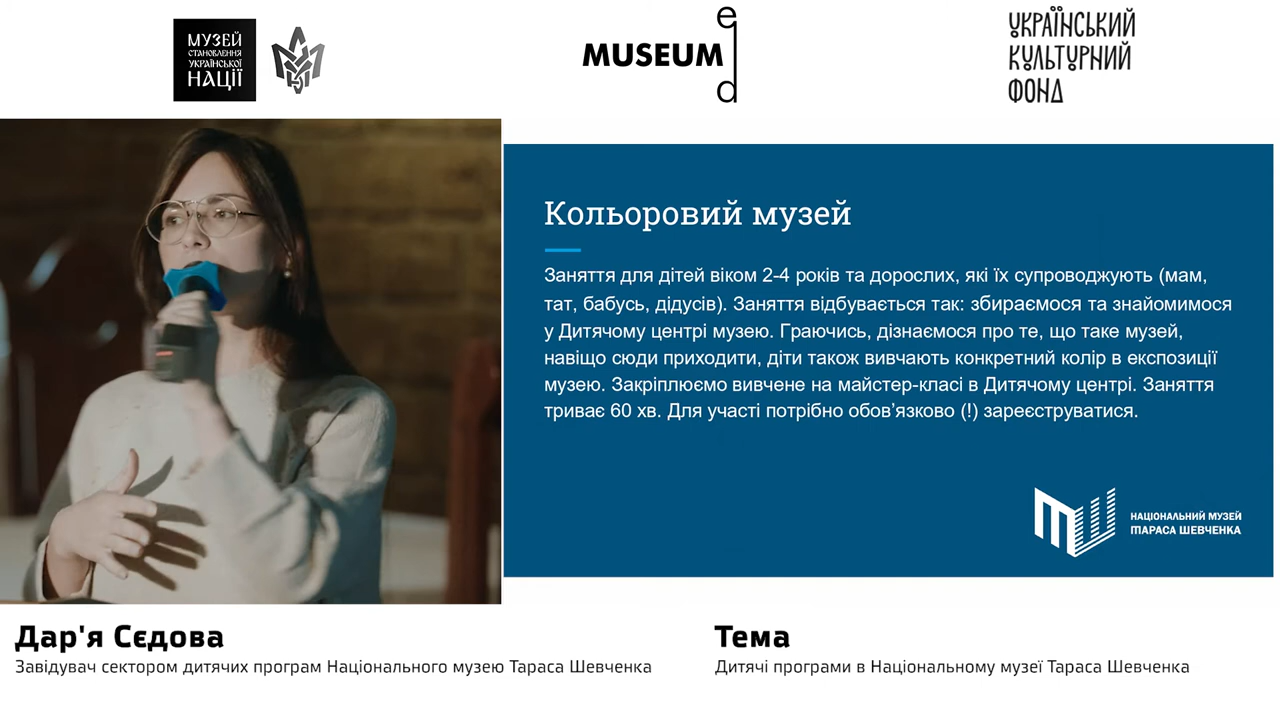 МУЗЕЙ
СТАНОВЛЕННЯ
УКРАЇНСЬКОЇ
НАЦІЇ
MUSEUM
ed
УКРАЇНСЬКИЙ
КУЛЬТУРНИЙ
ФОНД
Кольоровий музей
Заняття для дітей віком 2-4 років та дорослих, які їх супроводжують (мам,
тат, бабусь, дідусів). Заняття відбувається так: збираємося та знайомимося
у Дитячому центрі музею. Граючись, дізнаємося про те, що таке музей,
навіщо сюди приходити, діти також вивчають конкретний колір в експозиції
музею. Закріплюємо вивчене на майстер-класі в Дитячому центрі. Заняття
триває 60 хв. Для участі потрібно обов’язково (!) зареєструватися.
НАЦІОНАЛЬНИЙ МУЗЕЙ
ТАРАСА ШЕВЧЕНКА
Дар'я Сєдова
Завідувач сектором дитячих програм Національного музею Тараса Шевченка
Тема
Дитячі програми в Національному музеї Тараса Шевченка